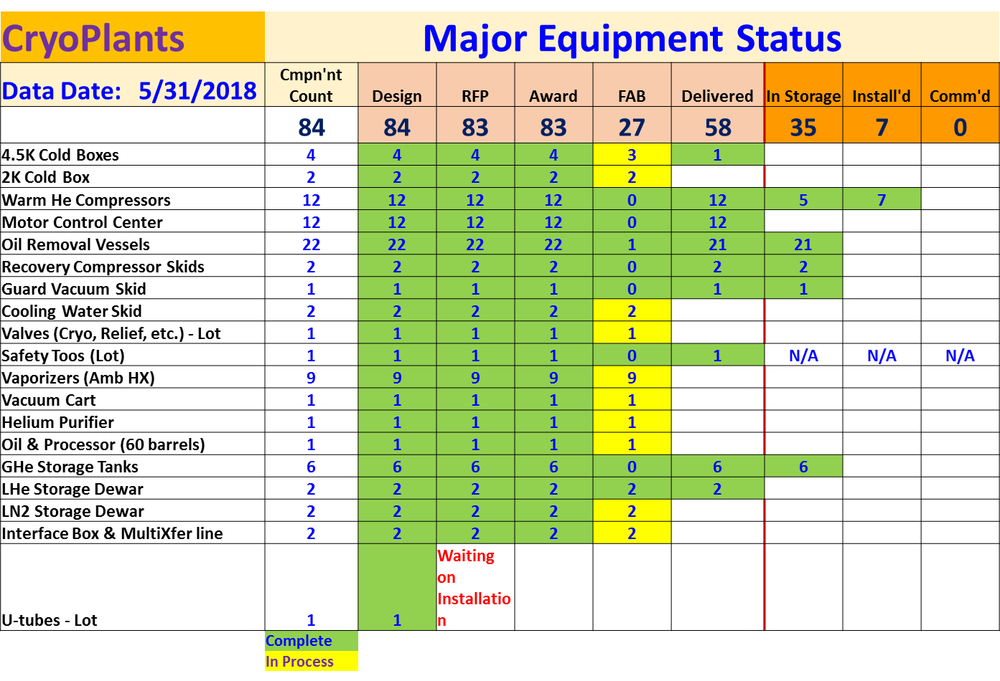 CryoPlants Major Equipment Status
Data Date: 5/31/2018 Cmpn'nt Count Design RFP Award FAB Delivered In Storage Install'd Comm'd
84 84 83 83 27 58 35 7 0
4.5K Cold Boxes 4 4 4 4 3 1
2K Cold Box 2 2 2 2 2
Warm He Compressors 12 12 12 12 0 12 5 7
Motor Control Center 12 12 12 12 0 12
Oil Removal Vessels 22 22 22 22 1 21 21
Recovery Compressor Skids 2 2 2 2 0 2 2
Guard Vacuum Skid 1 1 1 1 0 1 1
Cooling Water Skid 2 2 2 2 2
Valves (Cryo, Relief, etc.) - Lot 1 1 1 1 1
Safety Toos (Lot) 1 1 1 1 0 1 N/A N/A N/A
Vaporizers (Amb HX) 9 9 9 9 9
Vacuum Cart 1 1 1 1 1
Helium Purifier 1 1 1 1 1
Oil & Processor (60 barrels) 1 1 1 1 1
GHe Storage Tanks 6 6 6 6 0 6 6
LHe Storage Dewar 2 2 2 2 2 2
LN2 Storage Dewar 2 2 2 2 2
Interface Box & MultiXfer line 2 2 2 2 2
Waiting
on
Installatio
U-tubes - Lot 1 1 n
Complete
In Process